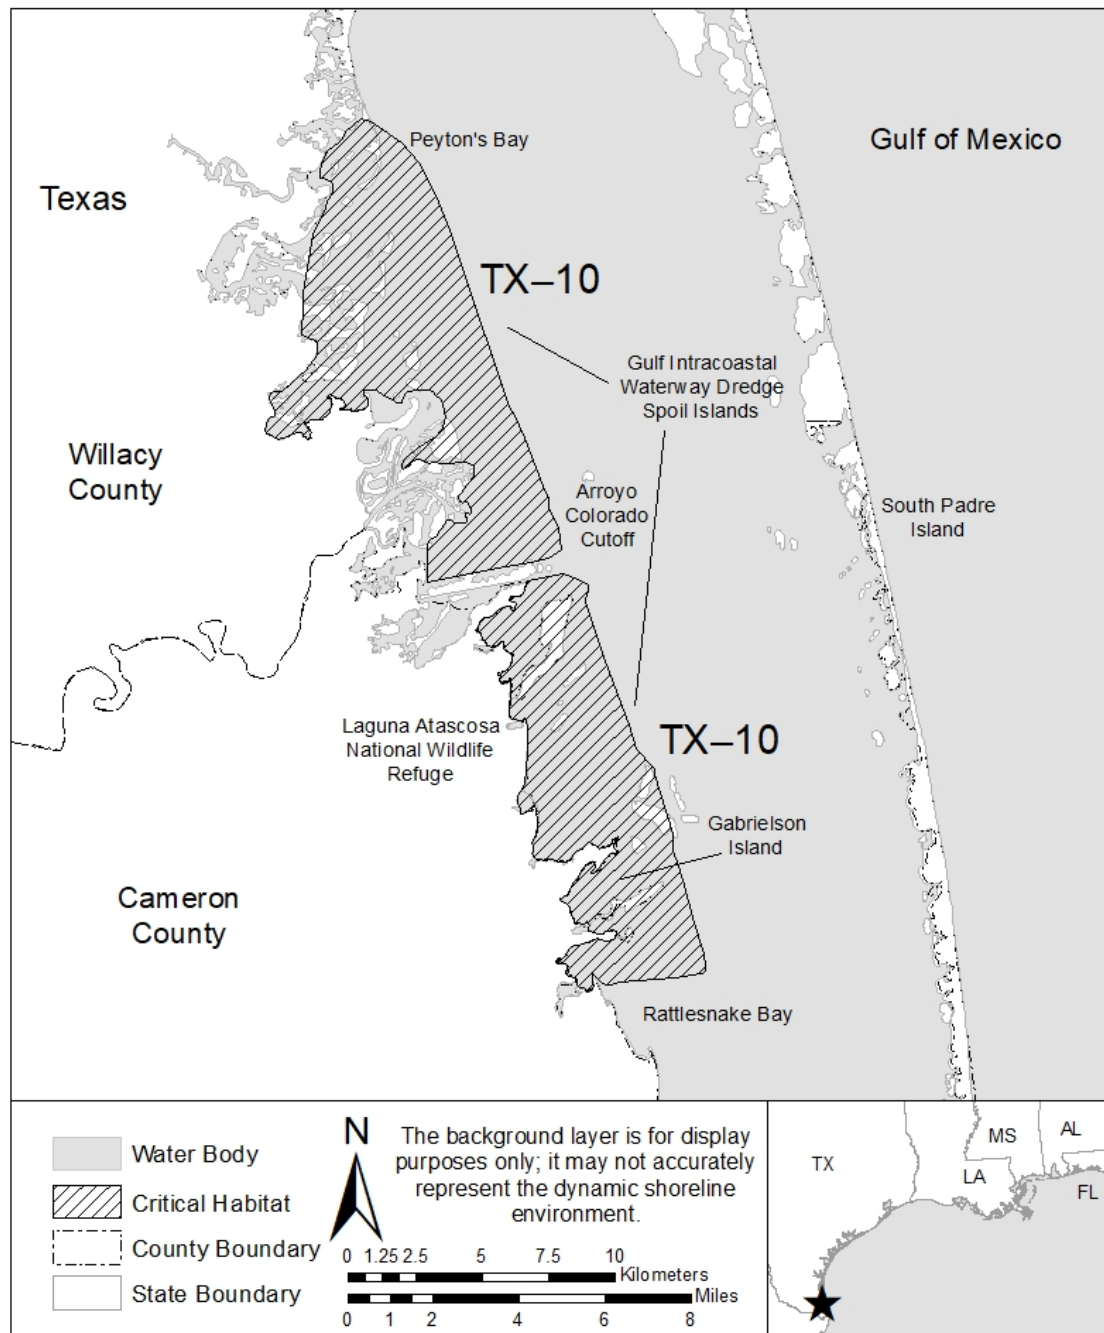 Peyton's Bay
Gulf of Mexico
Texas
TX–10
Gulf Intracoastal
Waterway Dredge
Spoil Islands
Willacy
County
Arroyo
Colorado
Cutoff
South Padre
Island
Laguna Atascosa
National Wildlife
Refuge
TX–10
Gabrielson
Island
Cameron
County
Rattlesnake Bay
Water Body
Critical Habitat
County Boundary
State Boundary
N
The background layer is for display
purposes only; it may not accurately
represent the dynamic shoreline
environment.
0 1.25 2.5 5 7.5 10
Kilometers
Miles
0 1 2 4 6 8
TX
MS
AL
LA
FL